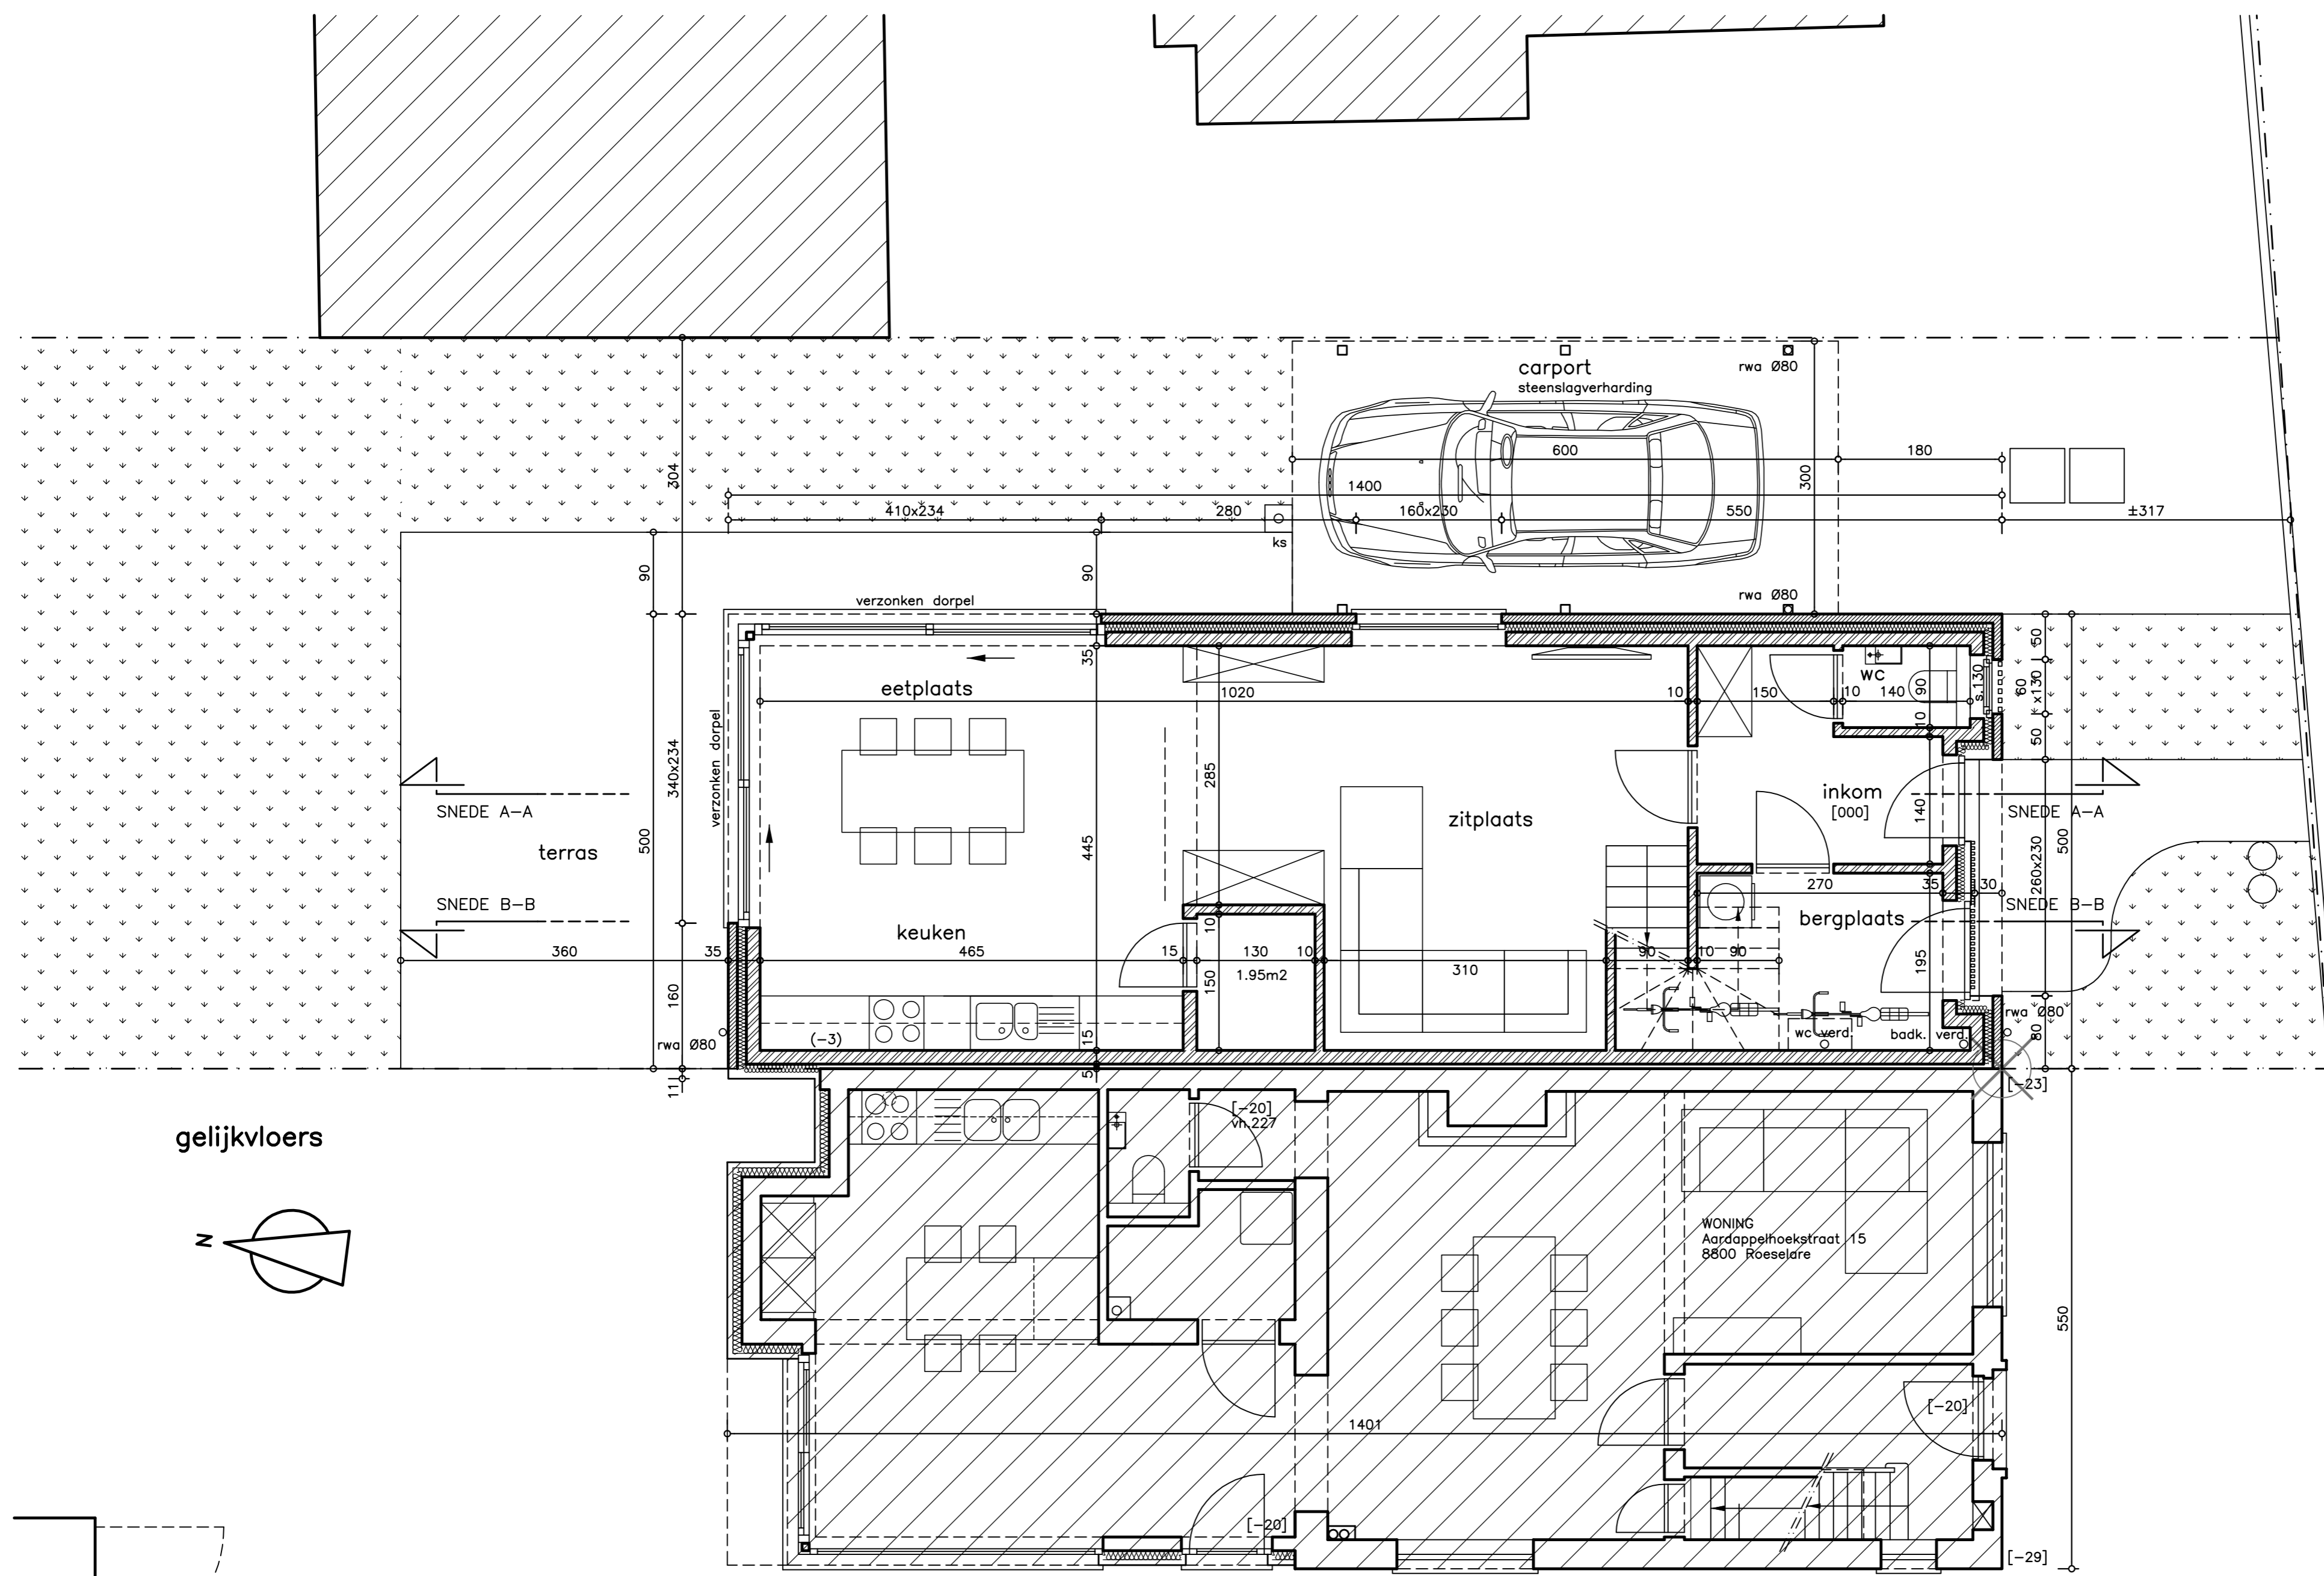 carport
rwa Ø80
steenslagverharding
304
600
180
300
1400
410x234
280
160x230
550
±317
ks
90
90
verzonken dorpel
rwa Ø80
35
50
eetplaats
WC
s.130
60
x130
1020
10
150
10
140
90
10
50
verzonken dorpel
340x234
285
SNEDE A-A
terras
500
445
zitplaats
inkom
[000]
140
SNEDE A-A
500
260x230
270
35
30
SNEDE B-B
keuken
bergplaats
SNEDE B-B
10
360
35
465
15
130
10
310
90
10
90
195
1.95m2
150
160
rwa Ø80
(-3)
15
wc verd.
badk. verd.
rwa Ø80
80
5
11
[-23]
gelijkvloers
[-20]
vh.227
N
WONING
Aardappelhoekstraat 15
8800 Roeselare
550
1401
[-20]
[-20]
[-29]